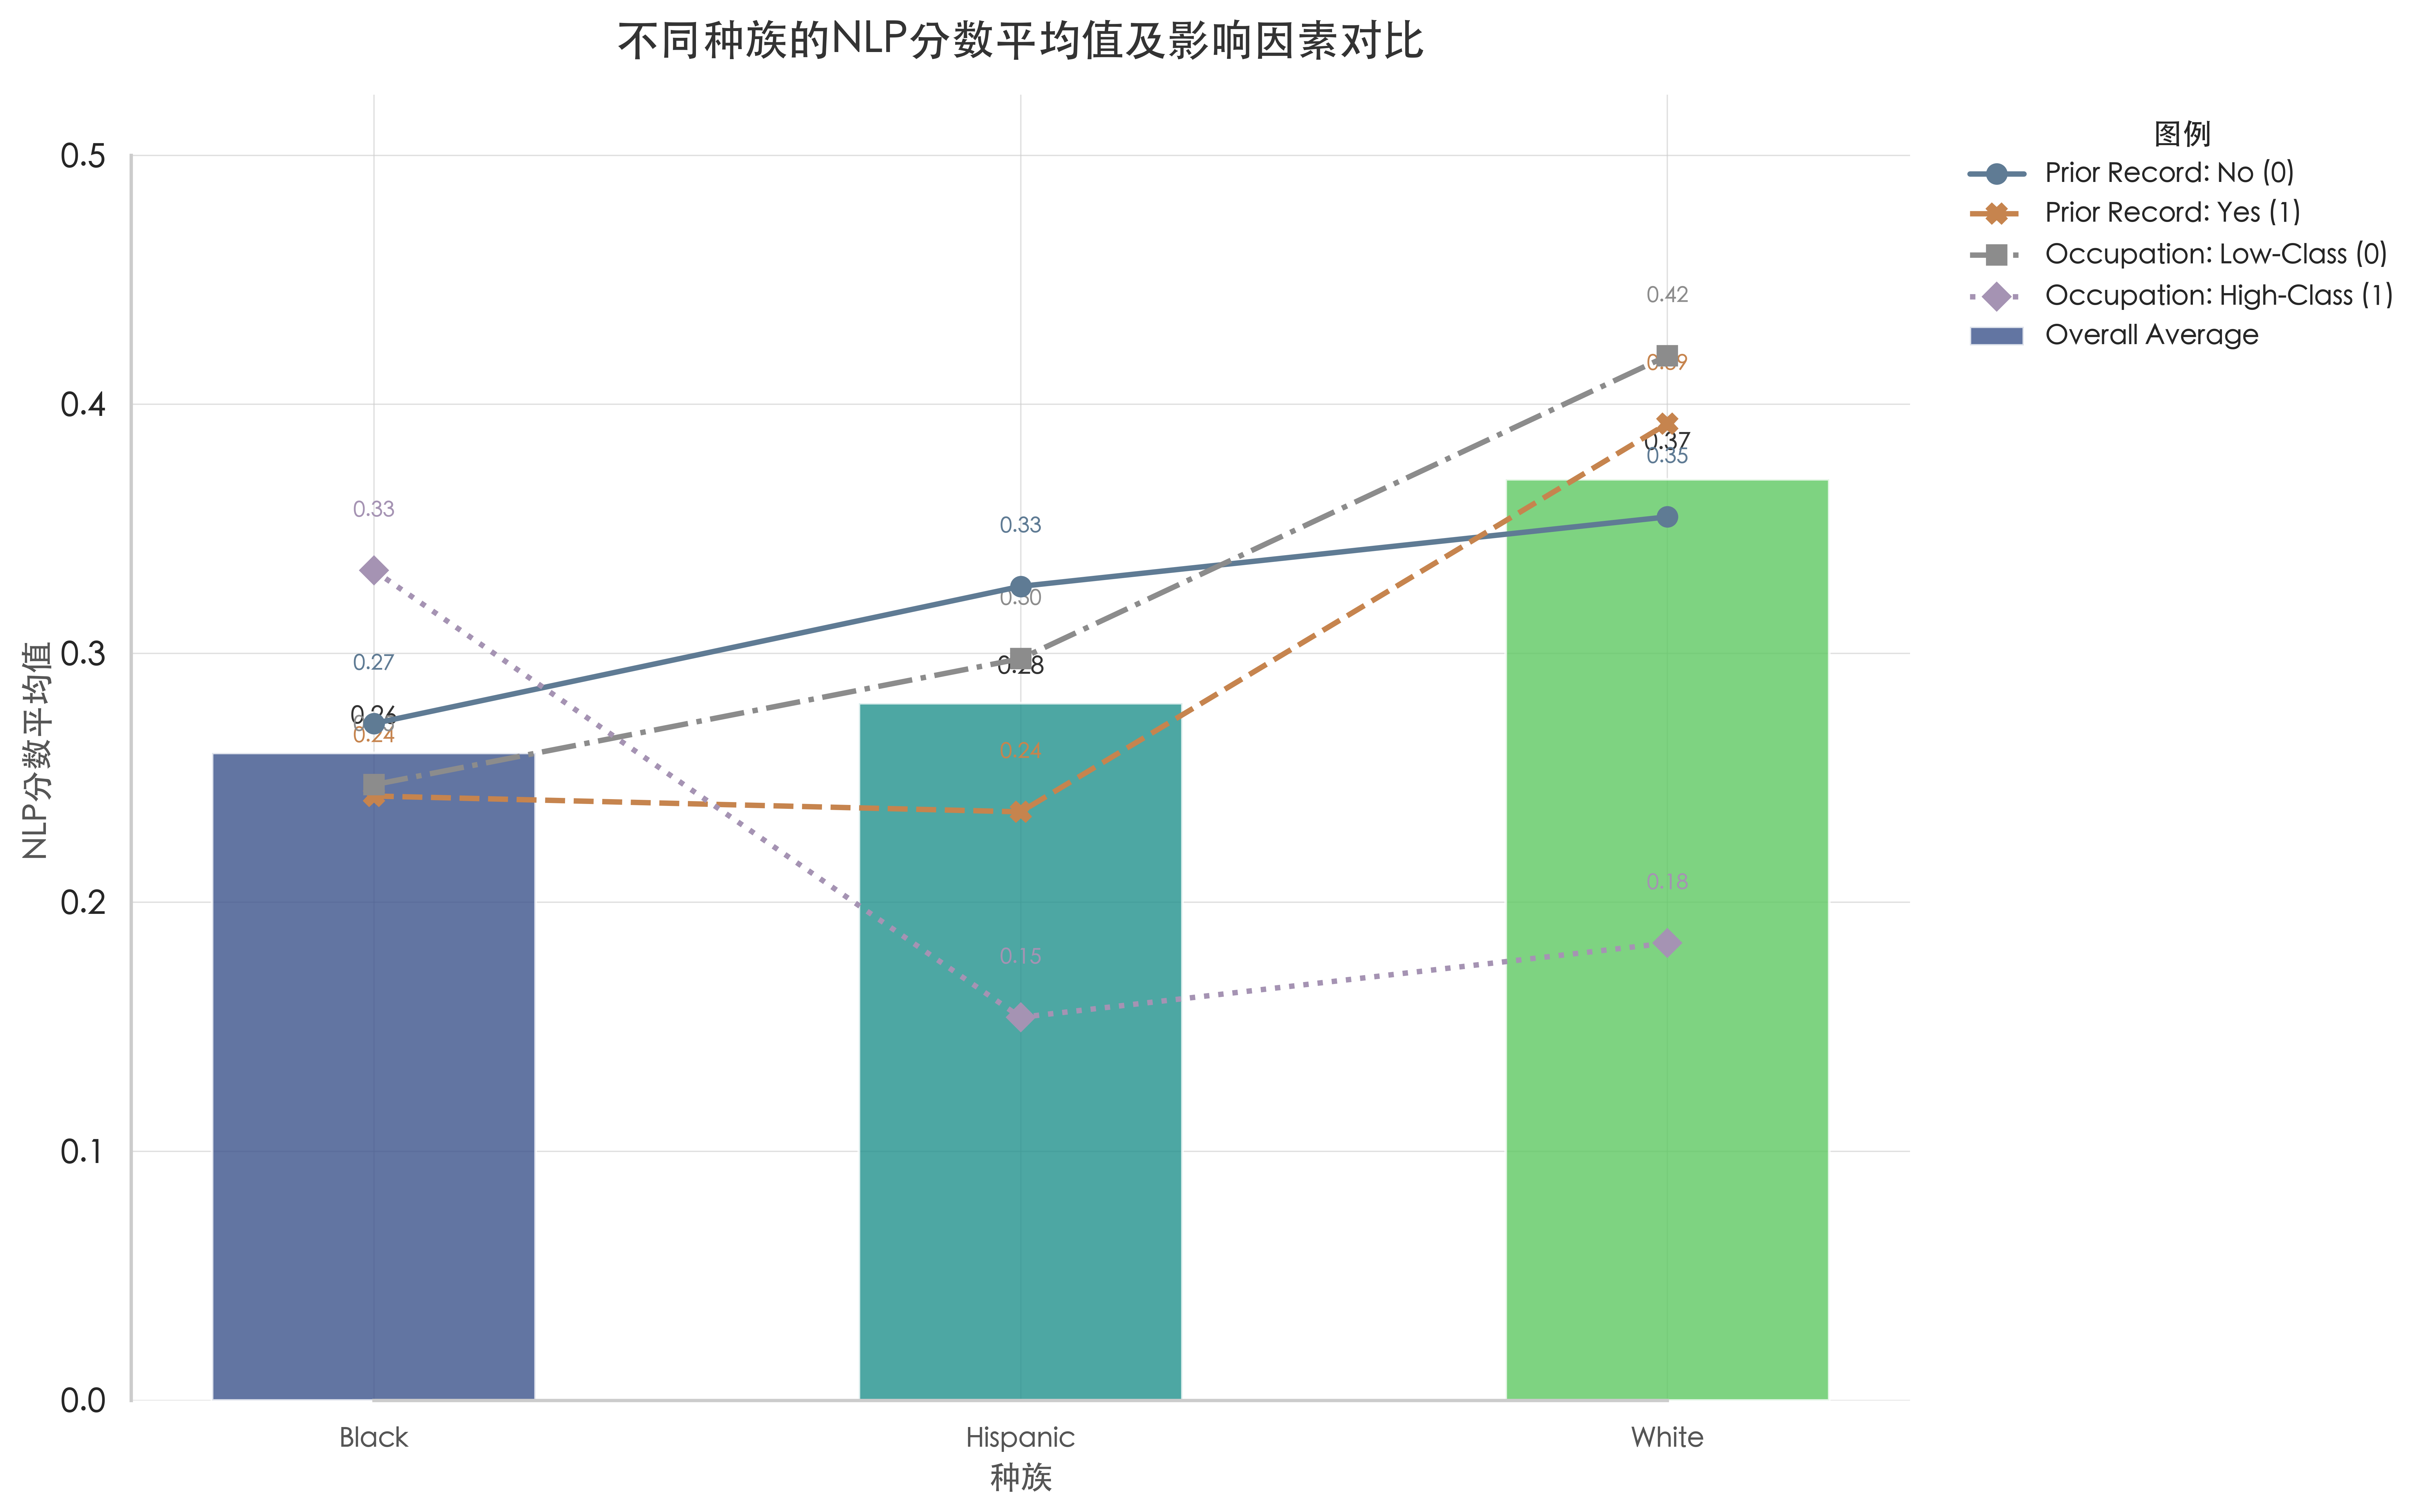 不同种族的NLP分数平均值及影响因素对比
图例
Prior Record: No (0)
Prior Record: Yes (1)
Occupation: Low-Class (0)
Occupation: High-Class (1)
Overall Average
NLP分数平均值
0.5
0.4
0.3
0.2
0.1
0.0
0.33
0.27
0.26
0.24
0.33
0.30
0.28
0.24
0.15
0.42
0.39
0.37
0.35
0.18
Black
Hispanic
White
种族